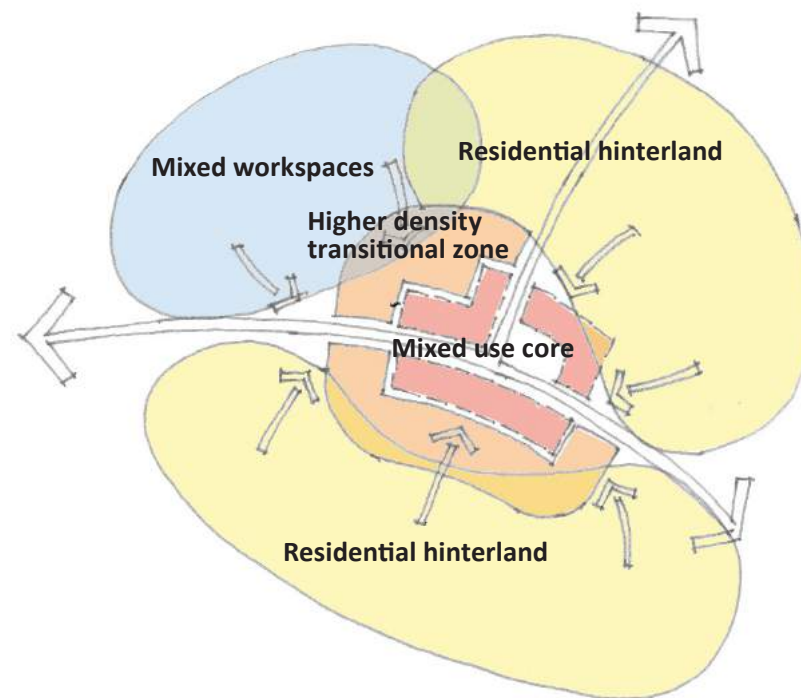 Mixed workspaces
Residential hinterland
Higher density
transitional zone
Mixed use core
Residential hinterland